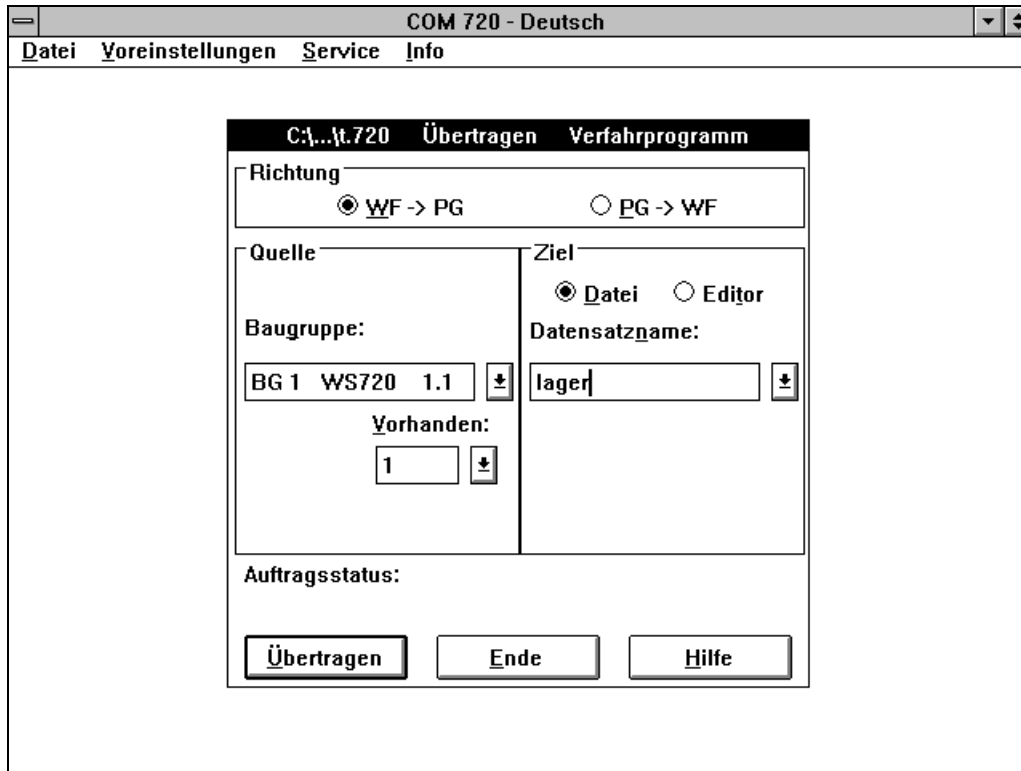 COM 720 - Deutsch
Datei Voreinstellungen Service Info
C:\...\t.720 Übertragen Verfahrprogramm
Richtung
WF -> PG PG -> WF
Quelle
Baugruppe:
BG 1 WS720 1.1
Vorhanden:
1
Ziel
Datei Editor
Datensatzname:
lager
Auftragsstatus:
Übertragen Ende Hilfe